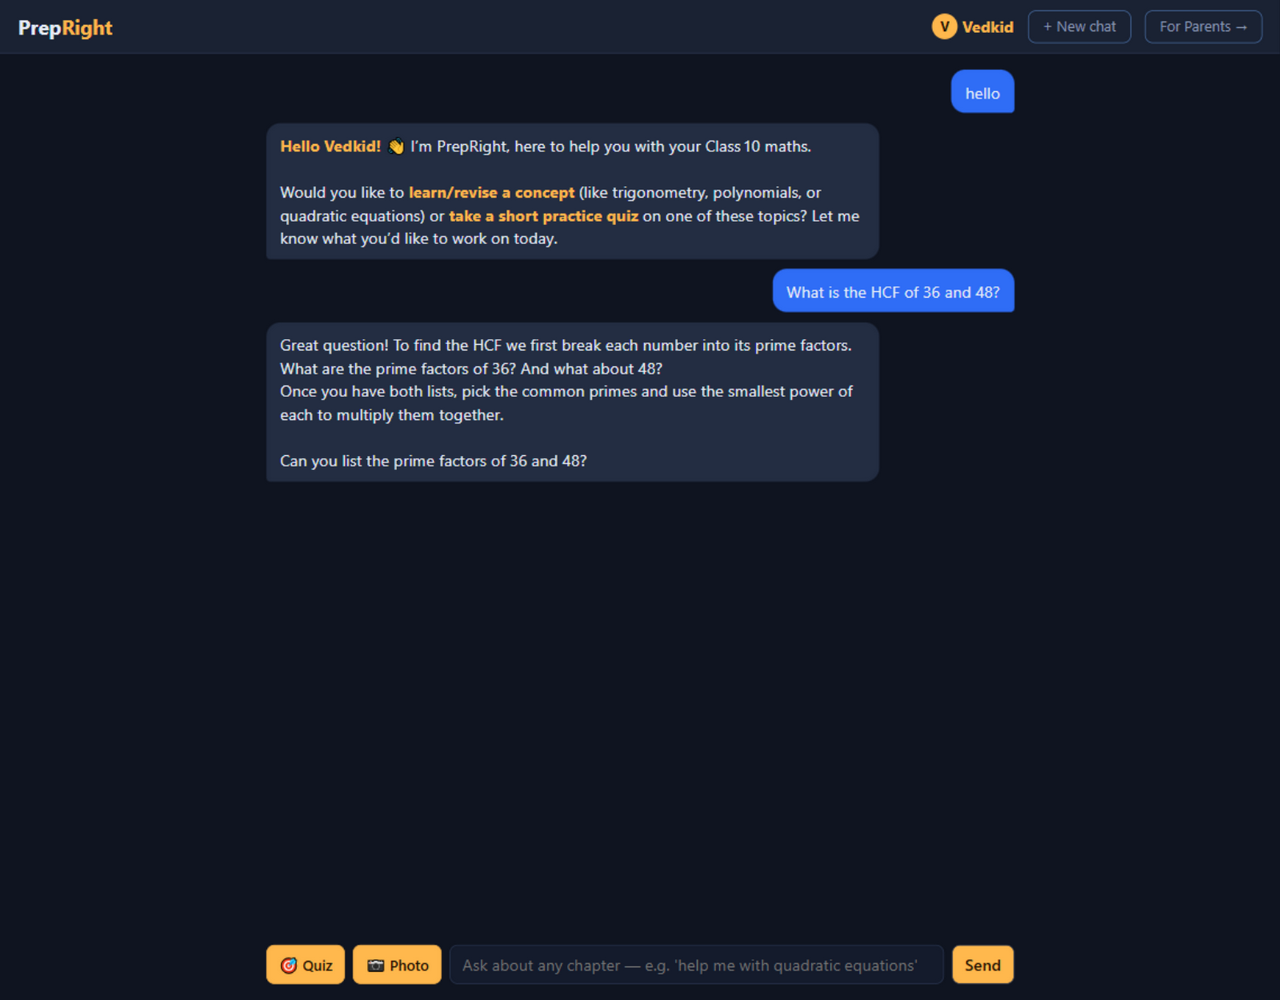 PrepRight
V Vedkid
+ New chat
For Parents →
hello
Hello Vedkid! 👋 I’m PrepRight, here to help you with your Class 10 maths.
Would you like to learn/revise a concept (like trigonometry, polynomials, or
quadratic equations) or take a short practice quiz on one of these topics? Let me
know what you’d like to work on today.
What is the HCF of 36 and 48?
Great question! To find the HCF we first break each number into its prime factors.
What are the prime factors of 36? And what about 48?
Once you have both lists, pick the common primes and use the smallest power of
each to multiply them together.
Can you list the prime factors of 36 and 48?
🎯 Quiz
📷 Photo
Ask about any chapter — e.g. 'help me with quadratic equations'
Send